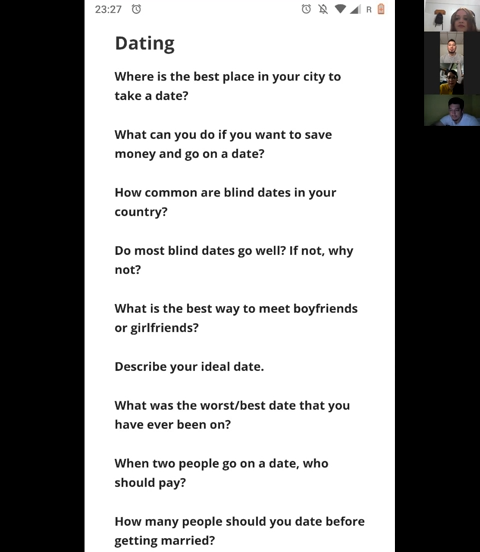 23:27
R
Dating
Where is the best place in your city to
take a date?
What can you do if you want to save
money and go on a date?
How common are blind dates in your
country?
Do most blind dates go well? If not, why
not?
What is the best way to meet boyfriends
or girlfriends?
Describe your ideal date.
What was the worst/best date that you
have ever been on?
When two people go on a date, who
should pay?
How many people should you date before
getting married?